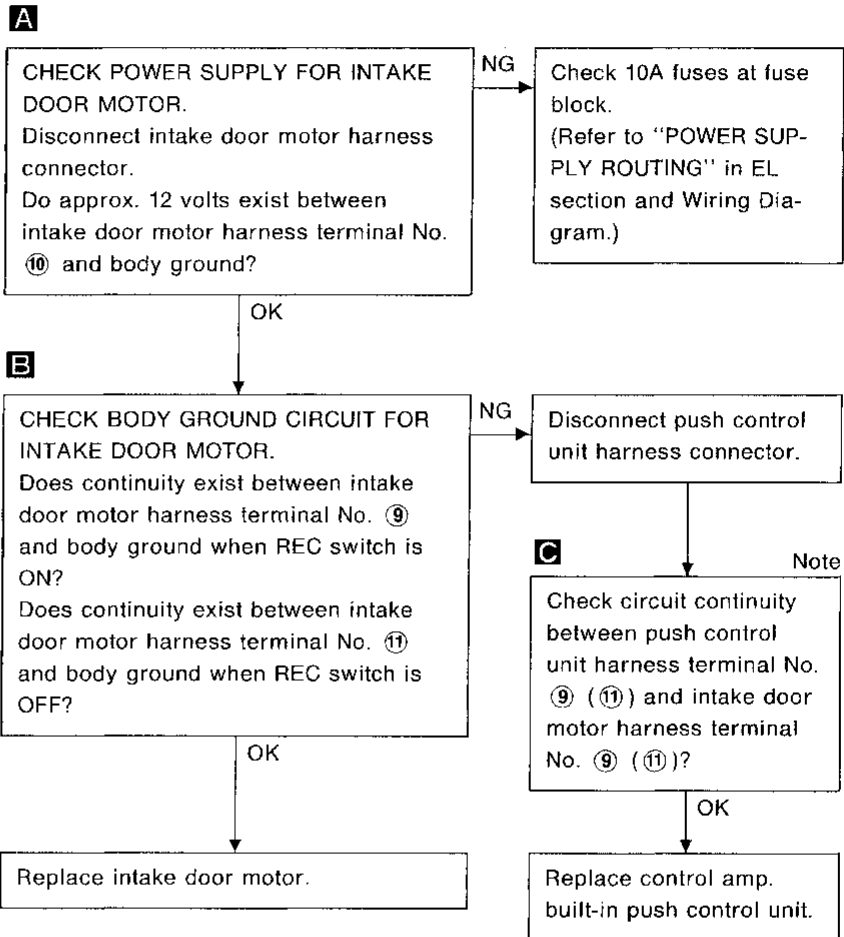 A
CHECK POWER SUPPLY FOR INTAKE
DOOR MOTOR.
Disconnect intake door motor harness
connector.
Do approx. 12 volts exist between
intake door motor harness terminal No.
⑩ and body ground?
NG
Check 10A fuses at fuse
block.
(Refer to "POWER SUP-
PLY ROUTING" in EL
section and Wiring Dia-
gram.)
OK
B
CHECK BODY GROUND CIRCUIT FOR
INTAKE DOOR MOTOR.
Does continuity exist between intake
door motor harness terminal No. ⑨
and body ground when REC switch is
ON?
Does continuity exist between intake
door motor harness terminal No. ⑪
and body ground when REC switch is
OFF?
NG
Disconnect push control
unit harness connector.
C
Note
Check circuit continuity
between push control
unit harness terminal No.
⑨ (⑪) and intake door
motor harness terminal
No. ⑨ (⑪)?
OK
Replace intake door motor.
OK
Replace control amp.
built-in push control unit.